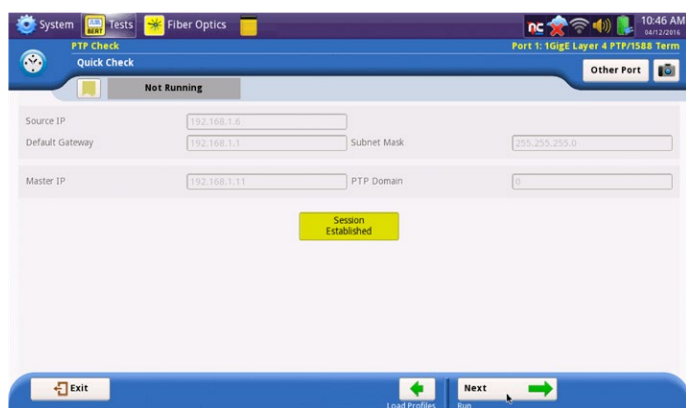 System BERT Tests Fiber Optics nc 10:46 AM
04/12/2016
PTP Check Port 1: 1GigE Layer 4 PTP/1588 Term
Quick Check
Other Port
Not Running
Source IP 192.168.1.6
Default Gateway 192.168.1.1 Subnet Mask 255.255.255.0
Master IP 192.168.1.11 PTP Domain 0
Session
Established
Exit Next
Load Profiles Run